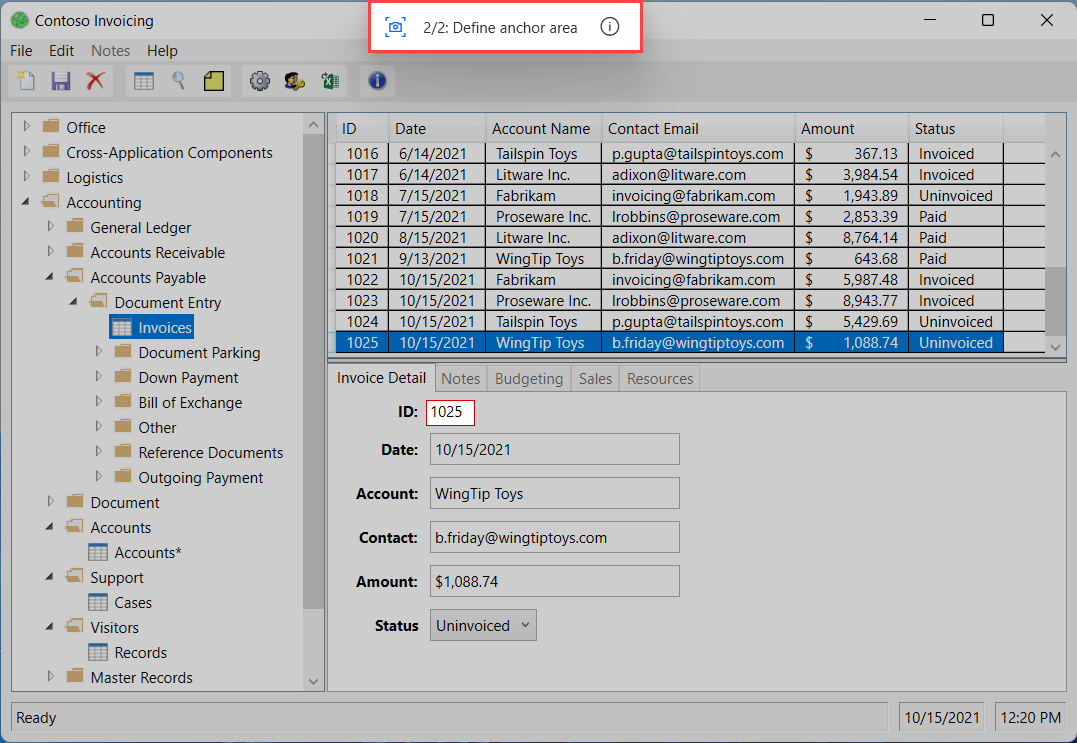 Contoso Invoicing
2/2: Define anchor area
File Edit Notes Help
Office
Cross-Application Components
Logistics
Accounting
General Ledger
Accounts Receivable
Accounts Payable
Document Entry
Invoices
Document Parking
Down Payment
Bill of Exchange
Other
Reference Documents
Outgoing Payment
Document
Accounts
Accounts*
Support
Cases
Visitors
Records
Master Records
ID Date Account Name Contact Email Amount Status
1016 6/14/2021 Tailspin Toys p.gupta@tailspintoys.com $ 367.13 Invoiced
1017 6/14/2021 Litware Inc. adixon@litware.com $ 3,984.54 Invoiced
1018 7/15/2021 Fabrikam invoicing@fabrikam.com $ 1,943.89 Uninvoiced
1019 7/15/2021 Proseware Inc. lrobbins@proseware.com $ 2,853.39 Paid
1020 8/15/2021 Litware Inc. adixon@litware.com $ 8,764.14 Paid
1021 9/13/2021 WingTip Toys b.friday@wingtiptoys.com $ 643.68 Paid
1022 10/15/2021 Fabrikam invoicing@fabrikam.com $ 5,987.48 Invoiced
1023 10/15/2021 Proseware Inc. lrobbins@proseware.com $ 8,943.77 Invoiced
1024 10/15/2021 Tailspin Toys p.gupta@tailspintoys.com $ 5,429.69 Uninvoiced
1025 10/15/2021 WingTip Toys b.friday@wingtiptoys.com $ 1,088.74 Uninvoiced
Invoice Detail Notes Budgeting Sales Resources
ID: 1025
Date: 10/15/2021
Account: WingTip Toys
Contact: b.friday@wingtiptoys.com
Amount: $1,088.74
Status Uninvoiced
Ready 10/15/2021 12:20 PM